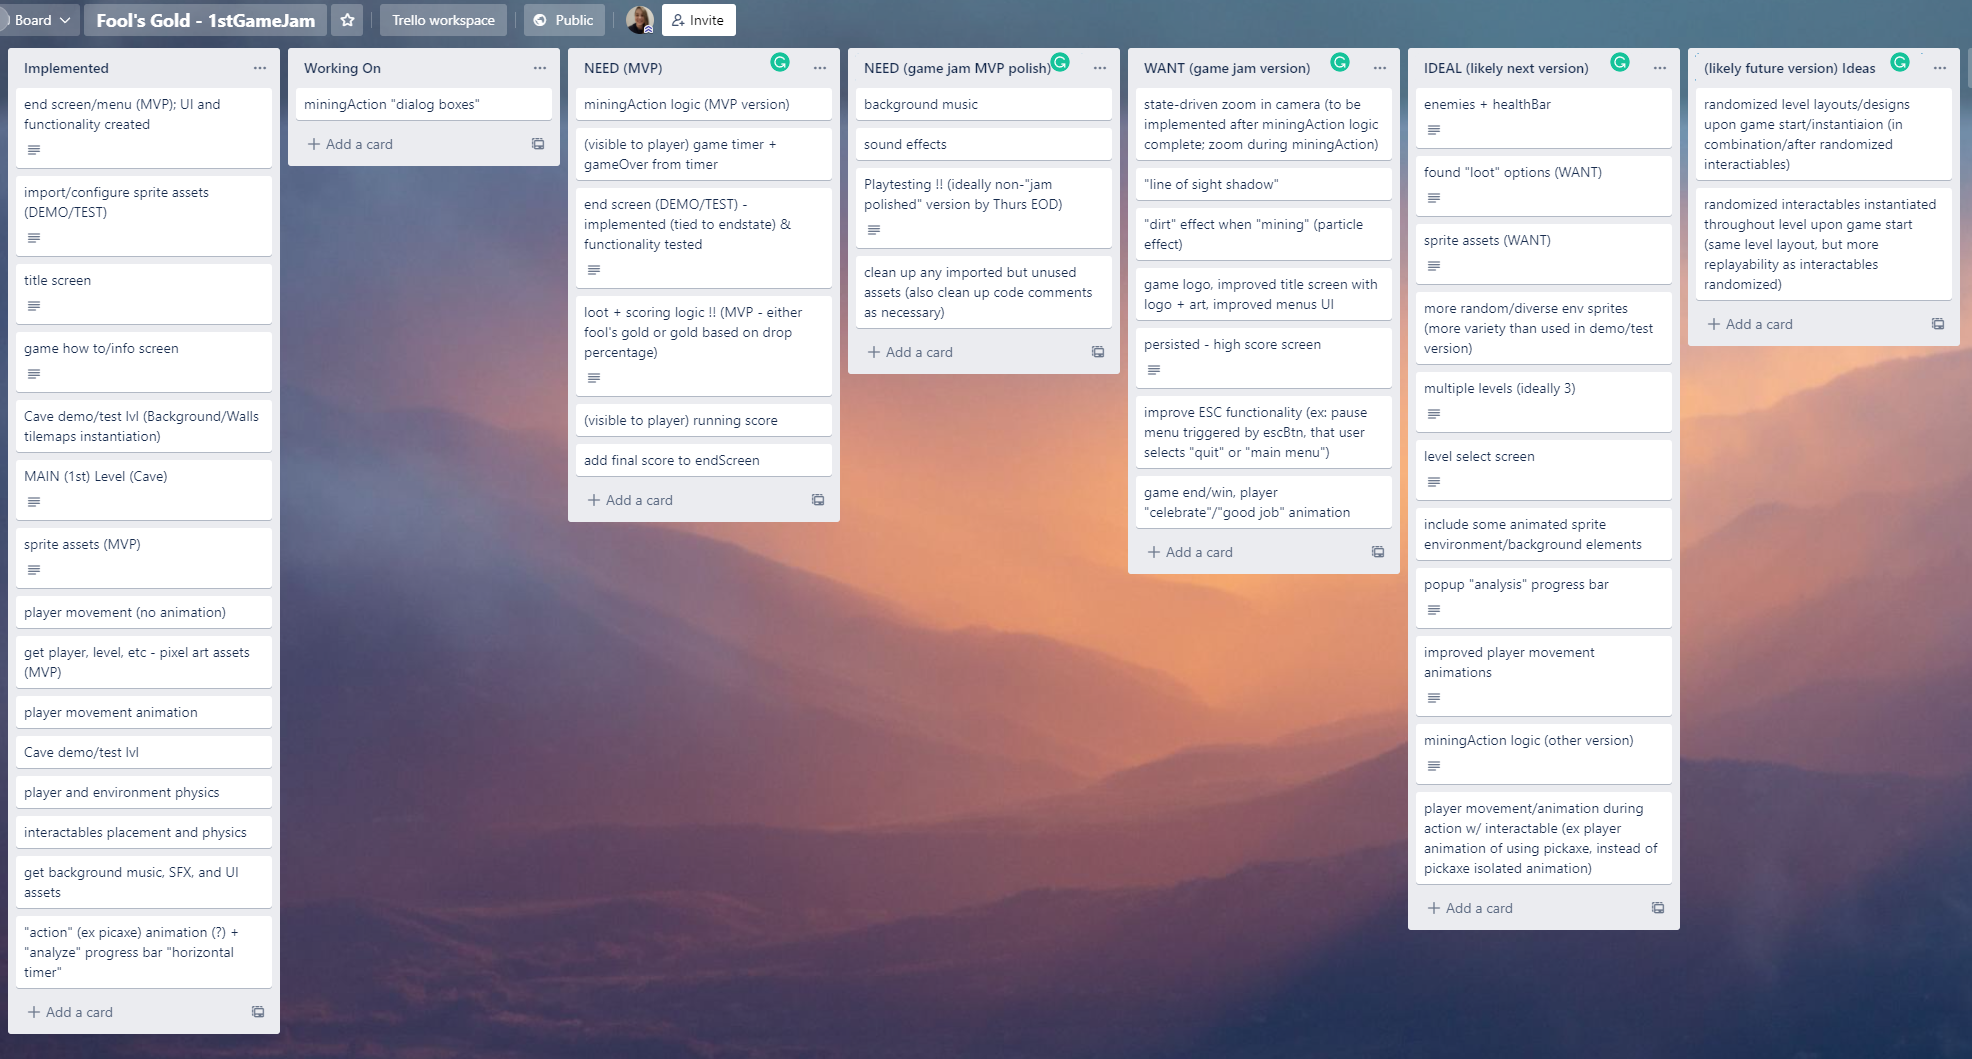 Board
Fool's Gold - 1stGameJam
Trello workspace
Public
Invite
Implemented
end screen/menu (MVP); UI and
functionality created
import/configure sprite assets
(DEMO/TEST)
title screen
game how to/info screen
Cave demo/test lvl (Background/Walls
tilemaps instantiation)
MAIN (1st) Level (Cave)
sprite assets (MVP)
player movement (no animation)
get player, level, etc - pixel art assets
(MVP)
player movement animation
Cave demo/test lvl
player and environment physics
interactables placement and physics
get background music, SFX, and UI
assets
"action" (ex picaxe) animation (?) +
"analyze" progress bar "horizontal
timer"
+ Add a card
Working On
miningAction "dialog boxes"
+ Add a card
NEED (MVP)
miningAction logic (MVP version)
(visible to player) game timer +
gameOver from timer
end screen (DEMO/TEST) -
implemented (tied to endstate) &
functionality tested
loot + scoring logic !! (MVP - either
fool's gold or gold based on drop
percentage)
(visible to player) running score
add final score to endScreen
+ Add a card
NEED (game jam MVP polish)
background music
sound effects
Playtesting !! (ideally non-"jam
polished" version by Thurs EOD)
clean up any imported but unused
assets (also clean up code comments
as necessary)
+ Add a card
WANT (game jam version)
state-driven zoom in camera (to be
implemented after miningAction logic
complete; zoom during miningAction)
"line of sight shadow"
"dirt" effect when "mining" (particle
effect)
game logo, improved title screen with
logo + art, improved menus UI
persisted - high score screen
improve ESC functionality (ex: pause
menu triggered by escBtn, that user
selects "quit" or "main menu")
game end/win, player
"celebrate"/"good job" animation
+ Add a card
IDEAL (likely next version)
enemies + healthBar
found "loot" options (WANT)
sprite assets (WANT)
more random/diverse env sprites
(more variety than used in demo/test
version)
multiple levels (ideally 3)
level select screen
include some animated sprite
environment/background elements
popup "analysis" progress bar
improved player movement
animations
miningAction logic (other version)
player movement/animation during
action w/ interactable (ex player
animation of using pickaxe, instead of
pickaxe isolated animation)
+ Add a card
(likely future version) Ideas
randomized level layouts/designs
upon game start/instantiaion (in
combination/after randomized
interactiables)
randomized interactables instantiated
throughout level upon game start
(same level layout, but more
replayability as interactables
randomized)
+ Add a card